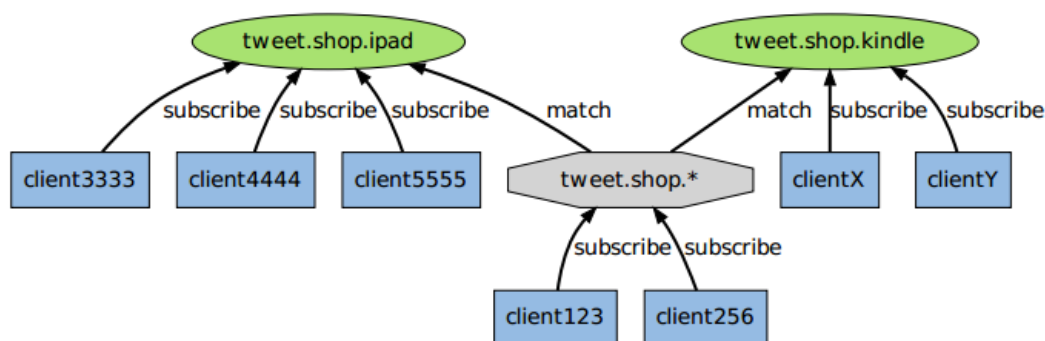 tweet.shop.ipad
tweet.shop.kindle
subscribe
subscribe
subscribe
match
match
subscribe
subscribe
client3333
client4444
client5555
tweet.shop.*
clientX
clientY
subscribe
subscribe
client123
client256